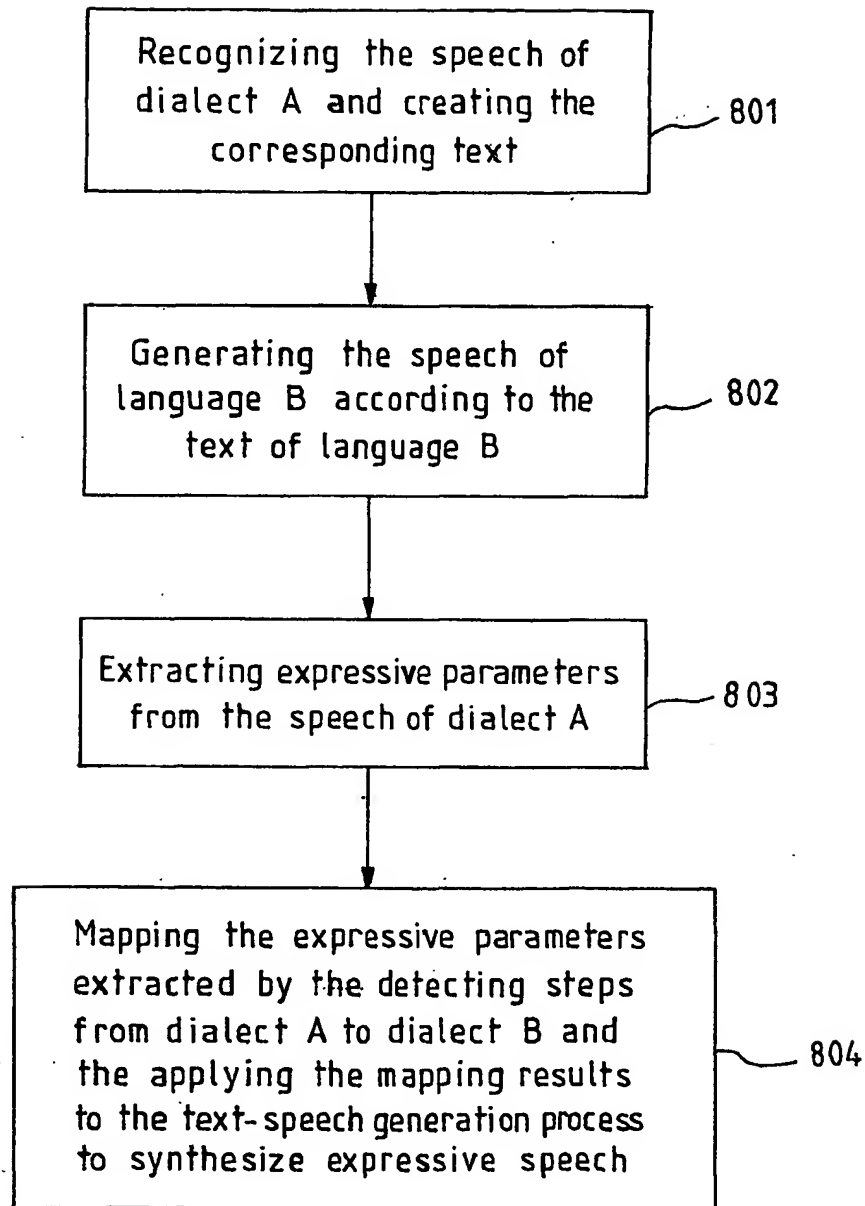 Recognizing the speech of
dialect A and creating the
corresponding text
801
Generating the speech of
language B according to the
text of language B
802
Extracting expressive parameters
from the speech of dialect A
803
Mapping the expressive parameters
extracted by the detecting steps
from dialect A to dialect B and
the applying the mapping results
to the text-speech generation process
to synthesize expressive speech
804